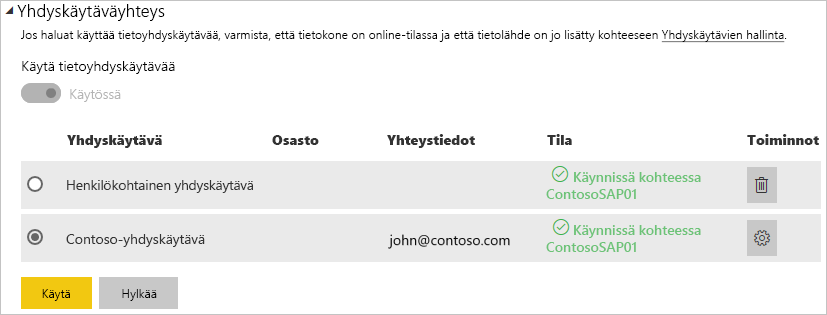 Yhdyskäytäväyhteys
Jos haluat käyttää tietoyhdyskäytävää, varmista, että tietokone on online-tilassa ja että tietolähde on jo lisätty kohteeseen Yhdyskäytävien hallinta.
Käytä tietoyhdyskäytävää
Käytössä
Yhdyskäytävä Osasto Yhteystiedot Tila Toiminnot
Henkilökohtainen yhdyskäytävä Käynnissä kohteessa
ContosoSAP01
Contoso-yhdyskäytävä john@contoso.com Käynnissä kohteessa
ContosoSAP01
Käytä Hylkää